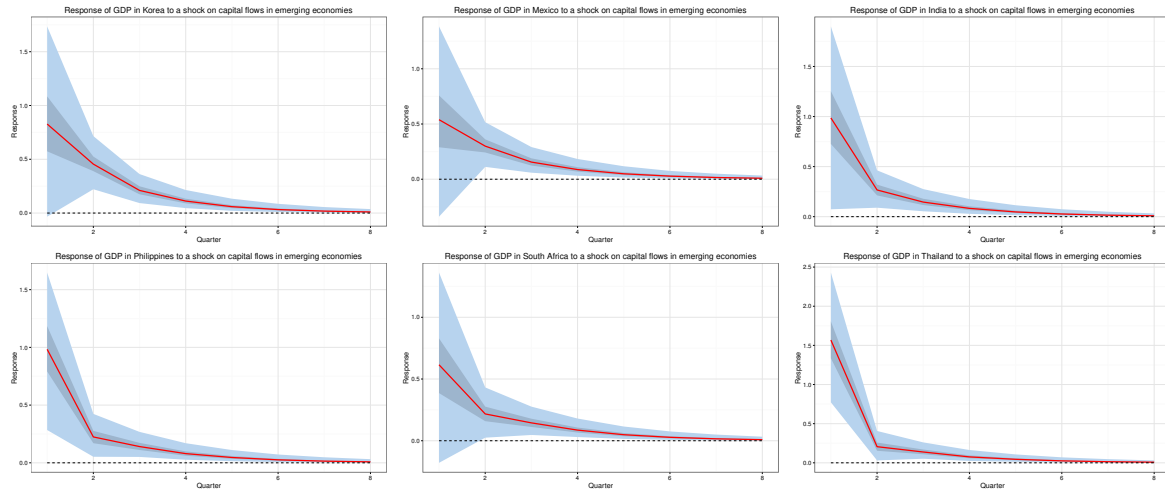 Response of GDP in Korea to a shock on capital flows in emerging economies
Response
1.5
1.0
0.5
0.0
2
4
6
8
Quarter
Response of GDP in Mexico to a shock on capital flows in emerging economies
Response
1.0
0.5
0.0
2
4
6
8
Quarter
Response of GDP in India to a shock on capital flows in emerging economies
Response
1.5
1.0
0.5
0.0
2
4
6
8
Quarter
Response of GDP in Philippines to a shock on capital flows in emerging economies
Response
1.5
1.0
0.5
0.0
2
4
6
8
Quarter
Response of GDP in South Africa to a shock on capital flows in emerging economies
Response
1.0
0.5
0.0
2
4
6
8
Quarter
Response of GDP in Thailand to a shock on capital flows in emerging economies
Response
2.5
2.0
1.5
1.0
0.5
0.0
2
4
6
8
Quarter